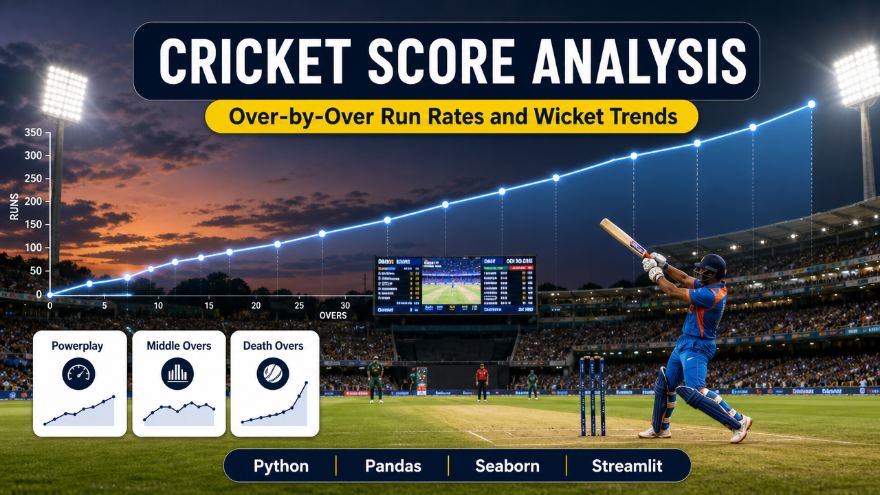 CRICKET SCORE ANALYSIS
Over-by-Over Run Rates and Wicket Trends
350
300
250
200
150
100
50
0
RUNS
0
5
10
15
20
25
30
OVERS
Powerplay
Middle Overs
Death Overs
Python
Pandas
Seaborn
Streamlit